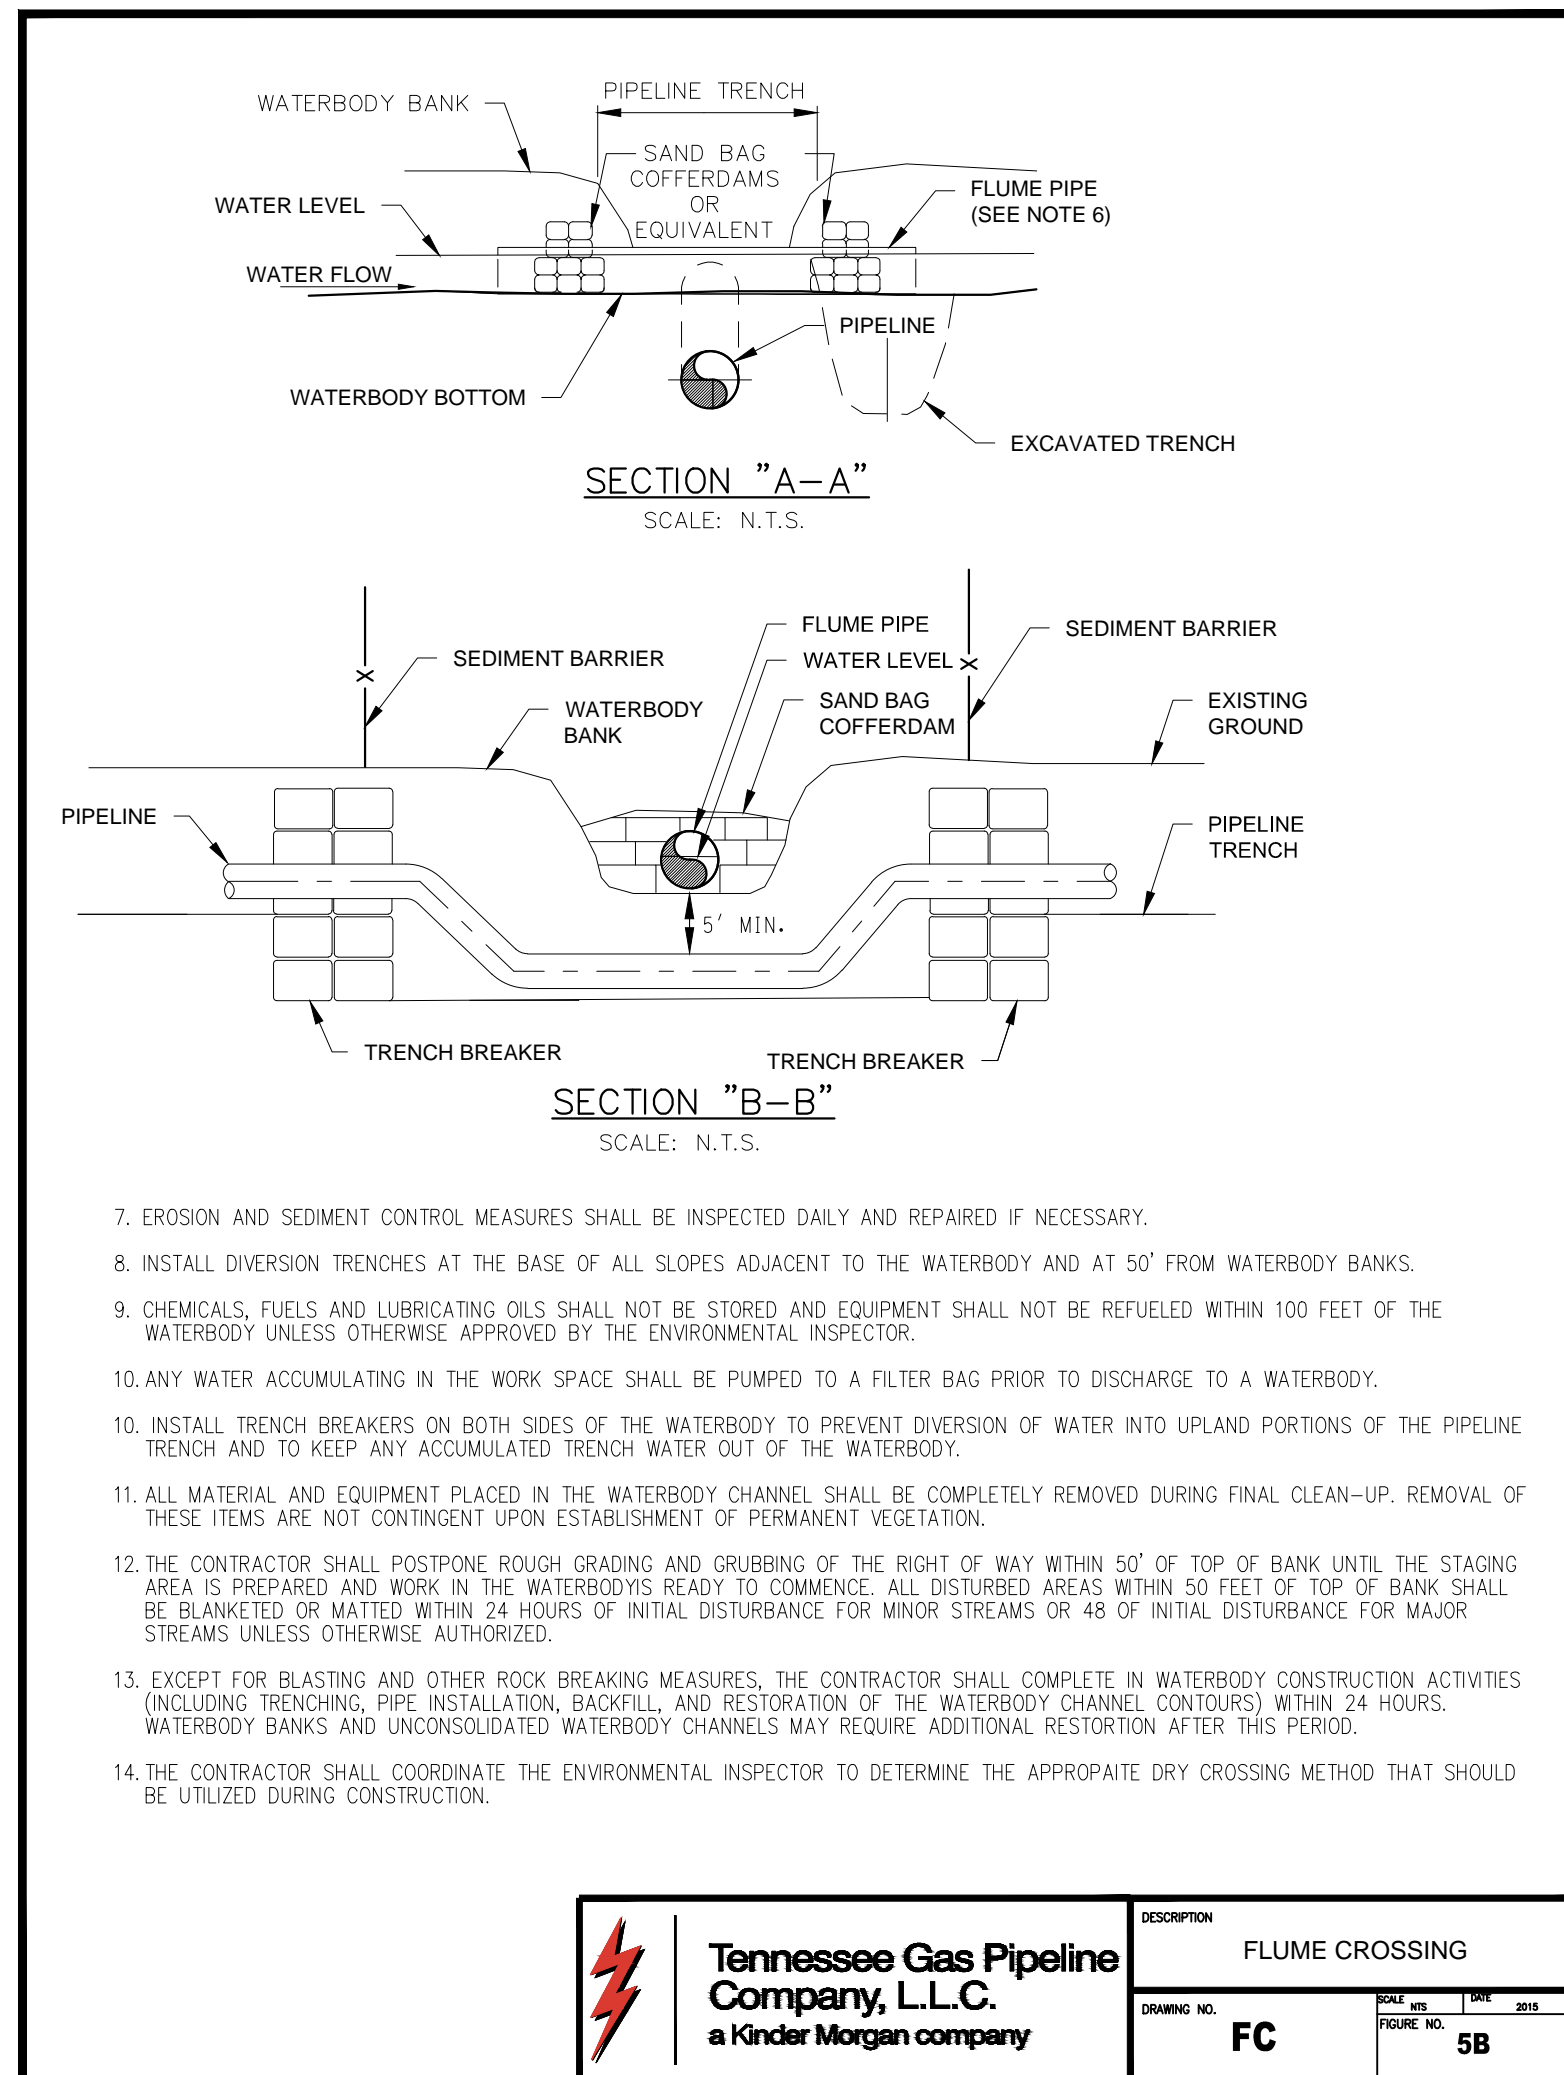 WATERBODY BANK
PIPELINE TRENCH
SAND BAG
COFFERDAMS
OR
EQUIVALENT
WATER LEVEL
FLUME PIPE
(SEE NOTE 6)
WATER FLOW
PIPELINE
WATERBODY BOTTOM
EXCAVATED TRENCH
SECTION "A-A"
SCALE: N.T.S.
FLUME PIPE
SEDIMENT BARRIER
SEDIMENT BARRIER
WATER LEVEL
X
X
WATERBODY
BANK
SAND BAG
COFFERDAM
EXISTING
GROUND
PIPELINE
PIPELINE
TRENCH
5' MIN.
TRENCH BREAKER
TRENCH BREAKER
SECTION "B-B"
SCALE: N.T.S.
7. EROSION AND SEDIMENT CONTROL MEASURES SHALL BE INSPECTED DAILY AND REPAIRED IF NECESSARY.
8. INSTALL DIVERSION TRENCHES AT THE BASE OF ALL SLOPES ADJACENT TO THE WATERBODY AND AT 50' FROM WATERBODY BANKS.
9. CHEMICALS, FUELS AND LUBRICATING OILS SHALL NOT BE STORED AND EQUIPMENT SHALL NOT BE REFUELED WITHIN 100 FEET OF THE
WATERBODY UNLESS OTHERWISE APPROVED BY THE ENVIRONMENTAL INSPECTOR.
10. ANY WATER ACCUMULATING IN THE WORK SPACE SHALL BE PUMPED TO A FILTER BAG PRIOR TO DISCHARGE TO A WATERBODY.
10. INSTALL TRENCH BREAKERS ON BOTH SIDES OF THE WATERBODY TO PREVENT DIVERSION OF WATER INTO UPLAND PORTIONS OF THE PIPELINE
TRENCH AND TO KEEP ANY ACCUMULATED TRENCH WATER OUT OF THE WATERBODY.
11. ALL MATERIAL AND EQUIPMENT PLACED IN THE WATERBODY CHANNEL SHALL BE COMPLETELY REMOVED DURING FINAL CLEAN-UP. REMOVAL OF
THESE ITEMS ARE NOT CONTINGENT UPON ESTABLISHMENT OF PERMANENT VEGETATION.
12. THE CONTRACTOR SHALL POSTPONE ROUGH GRADING AND GRUBBING OF THE RIGHT OF WAY WITHIN 50' OF TOP OF BANK UNTIL THE STAGING
AREA IS PREPARED AND WORK IN THE WATERBODYIS READY TO COMMENCE. ALL DISTURBED AREAS WITHIN 50 FEET OF TOP OF BANK SHALL
BE BLANKETED OR MATTED WITHIN 24 HOURS OF INITIAL DISTURBANCE FOR MINOR STREAMS OR 48 OF INITIAL DISTURBANCE FOR MAJOR
STREAMS UNLESS OTHERWISE AUTHORIZED.
13. EXCEPT FOR BLASTING AND OTHER ROCK BREAKING MEASURES, THE CONTRACTOR SHALL COMPLETE IN WATERBODY CONSTRUCTION ACTIVITIES
(INCLUDING TRENCHING, PIPE INSTALLATION, BACKFILL, AND RESTORATION OF THE WATERBODY CHANNEL CONTOURS) WITHIN 24 HOURS.
WATERBODY BANKS AND UNCONSOLIDATED WATERBODY CHANNELS MAY REQUIRE ADDITIONAL RESTORTION AFTER THIS PERIOD.
14. THE CONTRACTOR SHALL COORDINATE THE ENVIRONMENTAL INSPECTOR TO DETERMINE THE APPROPAITE DRY CROSSING METHOD THAT SHOULD
BE UTILIZED DURING CONSTRUCTION.
Tennessee Gas Pipeline
Company, L.L.C.
a Kinder Morgan company
DESCRIPTION
FLUME CROSSING
DRAWING NO.
FC
SCALE NTS
DATE 2015
FIGURE NO.
5B